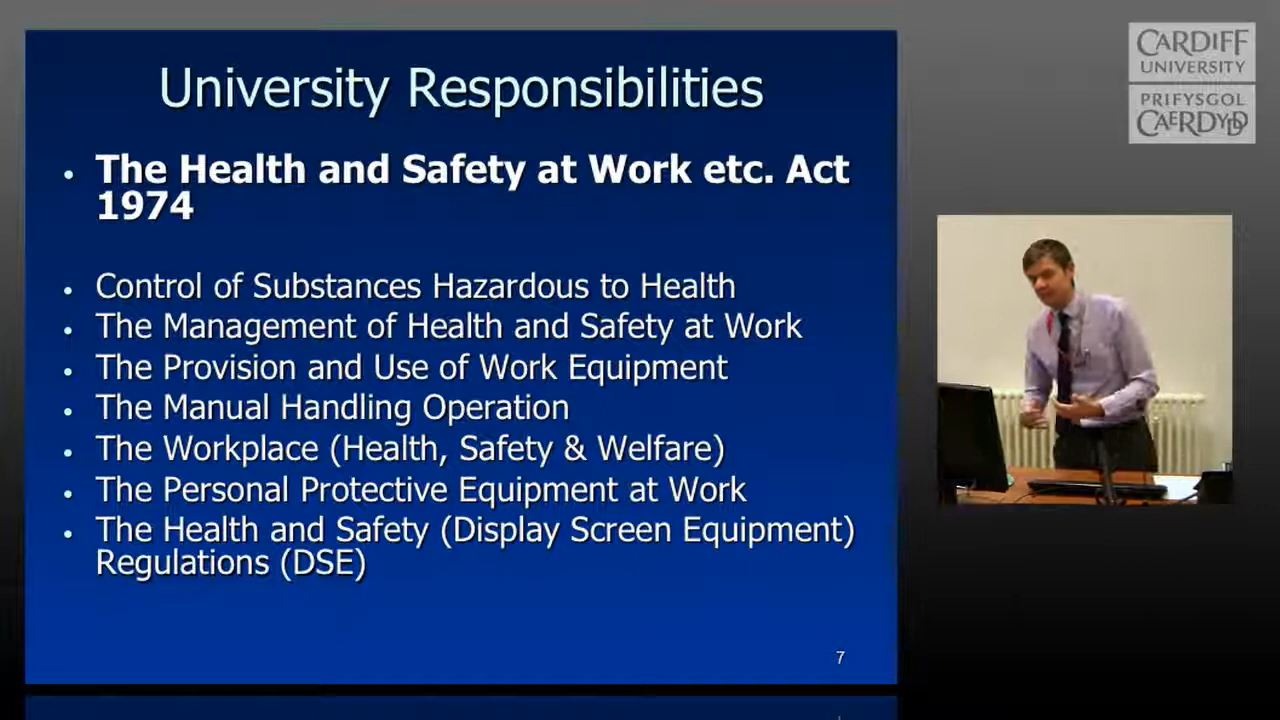 University Responsibilities
• The Health and Safety at Work etc. Act
1974
• Control of Substances Hazardous to Health
• The Management of Health and Safety at Work
• The Provision and Use of Work Equipment
• The Manual Handling Operation
• The Workplace (Health, Safety & Welfare)
• The Personal Protective Equipment at Work
• The Health and Safety (Display Screen Equipment)
Regulations (DSE)
7
CARDIFF
UNIVERSITY
PRIFYSGOL
CAERDYDD